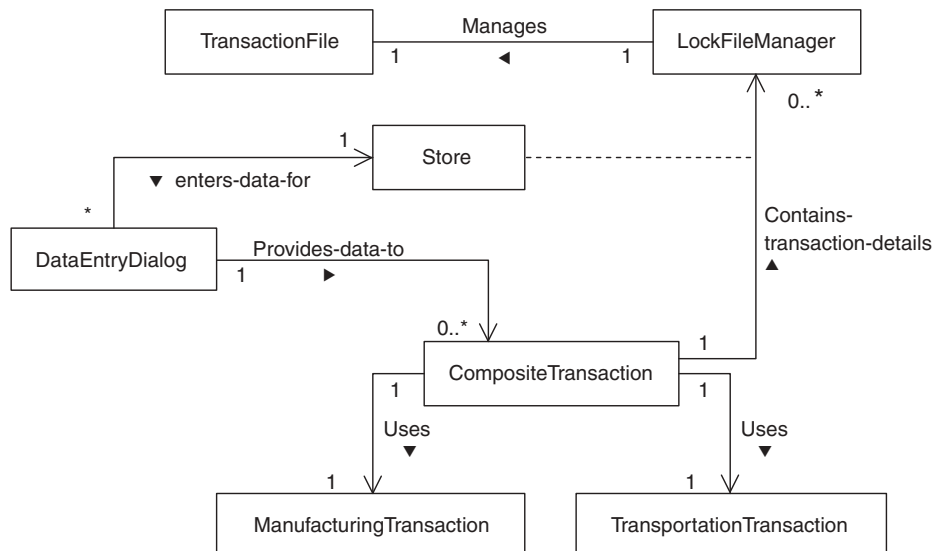 Manages
TransactionFile
LockFileManager
1
◄
1
0..*
1
Store
▼ enters-data-for
*
Contains-
transaction-details
▲
DataEntryDialog
Provides-data-to
1
►
0..*
1
CompositeTransaction
1
1
Uses
▼
Uses
▼
1
1
ManufacturingTransaction
TransportationTransaction